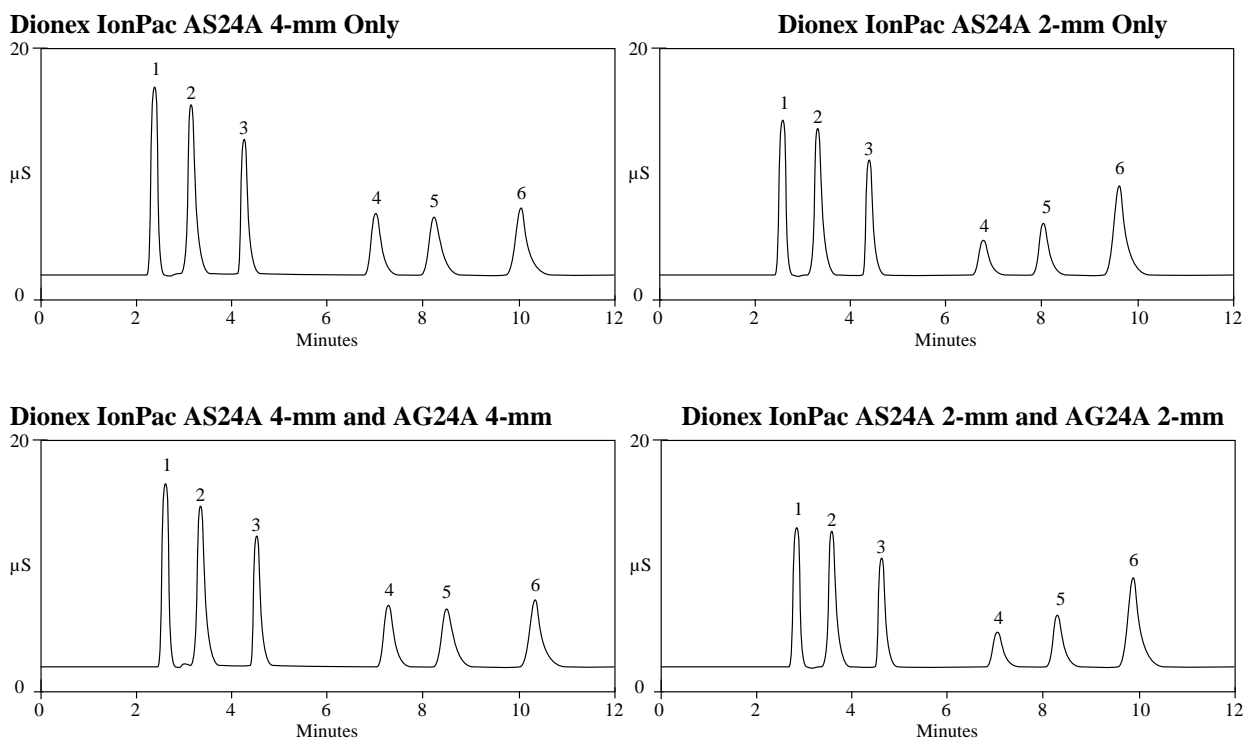 Dionex IonPac AS24A 4-mm Only
20
µS
0
1
2
3
4
5
6
0 2 4 6 8 10 12
Minutes
Dionex IonPac AS24A 2-mm Only
20
µS
0
1
2
3
4
5
6
0 2 4 6 8 10 12
Minutes
Dionex IonPac AS24A 4-mm and AG24A 4-mm
20
µS
0
1
2
3
4
5
6
0 2 4 6 8 10 12
Minutes
Dionex IonPac AS24A 2-mm and AG24A 2-mm
20
µS
0
1
2
3
4
5
6
0 2 4 6 8 10 12
Minutes